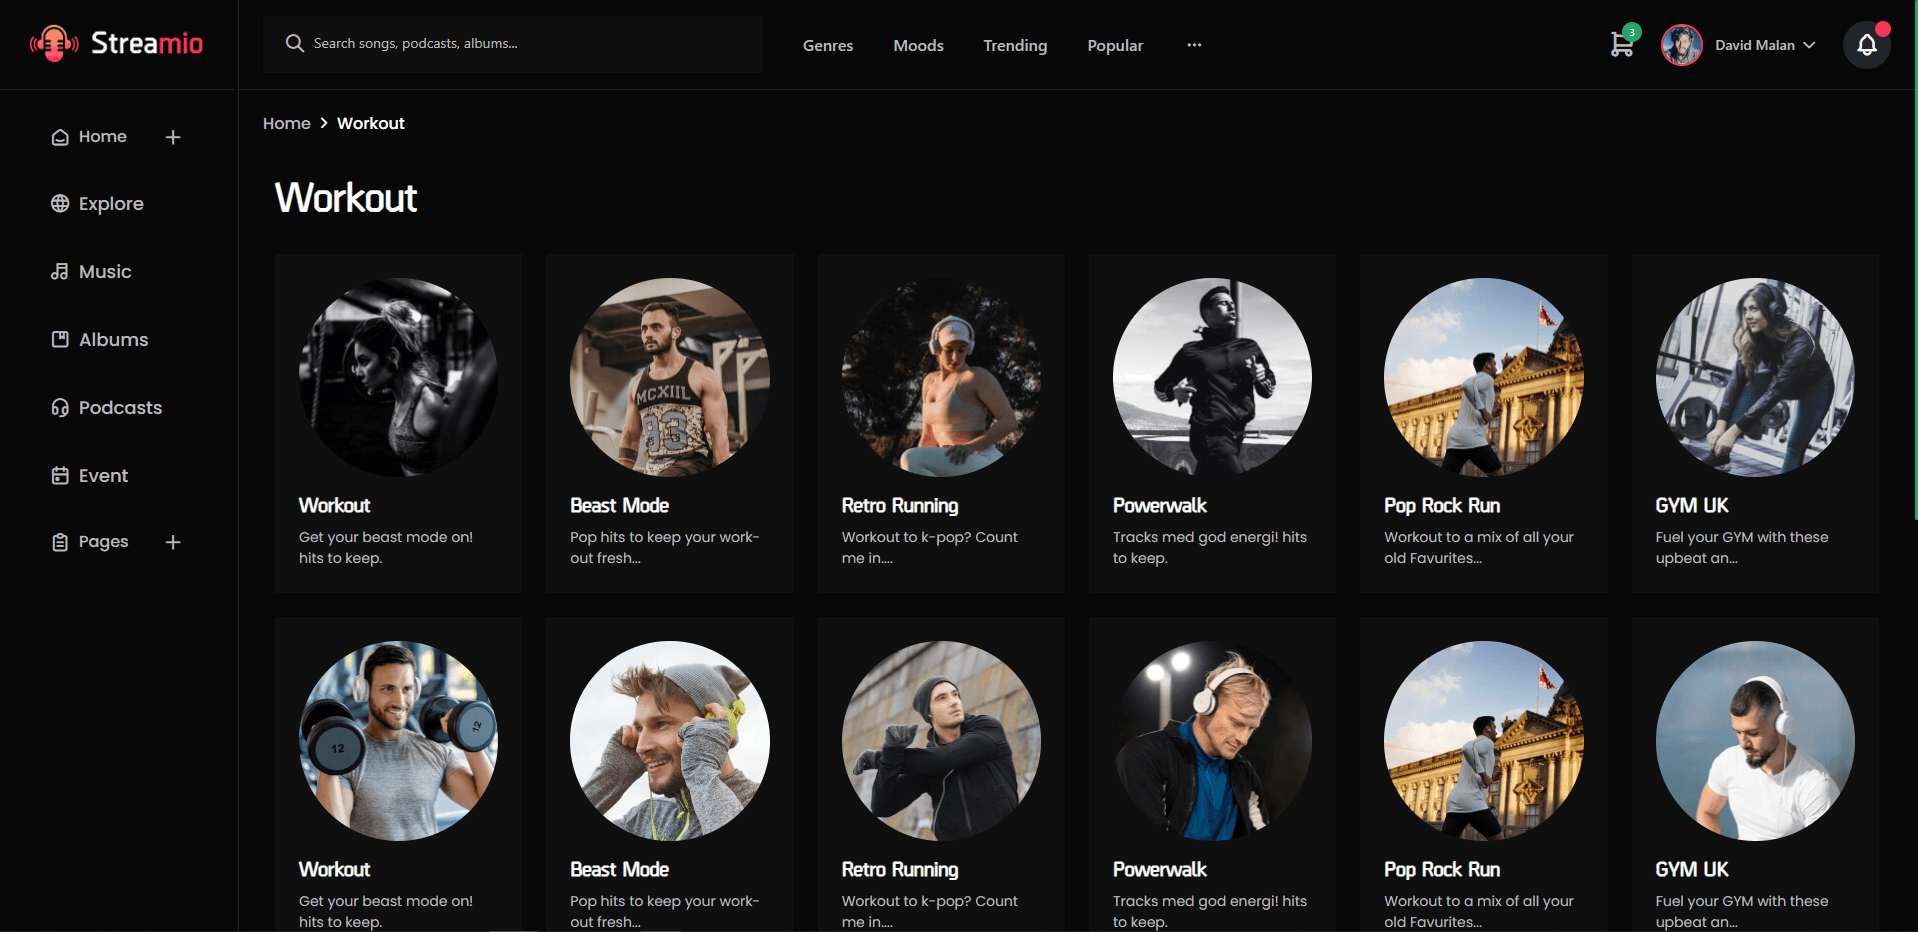 Streamio
Search songs, podcasts, albums...
Genres
Moods
Trending
Popular
3
David Malan
Home
Explore
Music
Albums
Podcasts
Event
Pages
Home > Workout
Workout
MCXIII
93
Workout
Get your beast mode on!
hits to keep.
Beast Mode
Pop hits to keep your work-
out fresh...
Retro Running
Workout to k-pop? Count
me in....
Powerwalk
Tracks med god energi! hits
to keep.
Pop Rock Run
Workout to a mix of all your
old Favurites...
GYM UK
Fuel your GYM with these
upbeat an...
12
12
Workout
Get your beast mode on!
hits to keep.
Beast Mode
Pop hits to keep your work-
out fresh...
Retro Running
Workout to k-pop? Count
me in....
Powerwalk
Tracks med god energi! hits
to keep.
Pop Rock Run
Workout to a mix of all your
old Favurites...
GYM UK
Fuel your GYM with these
upbeat an...